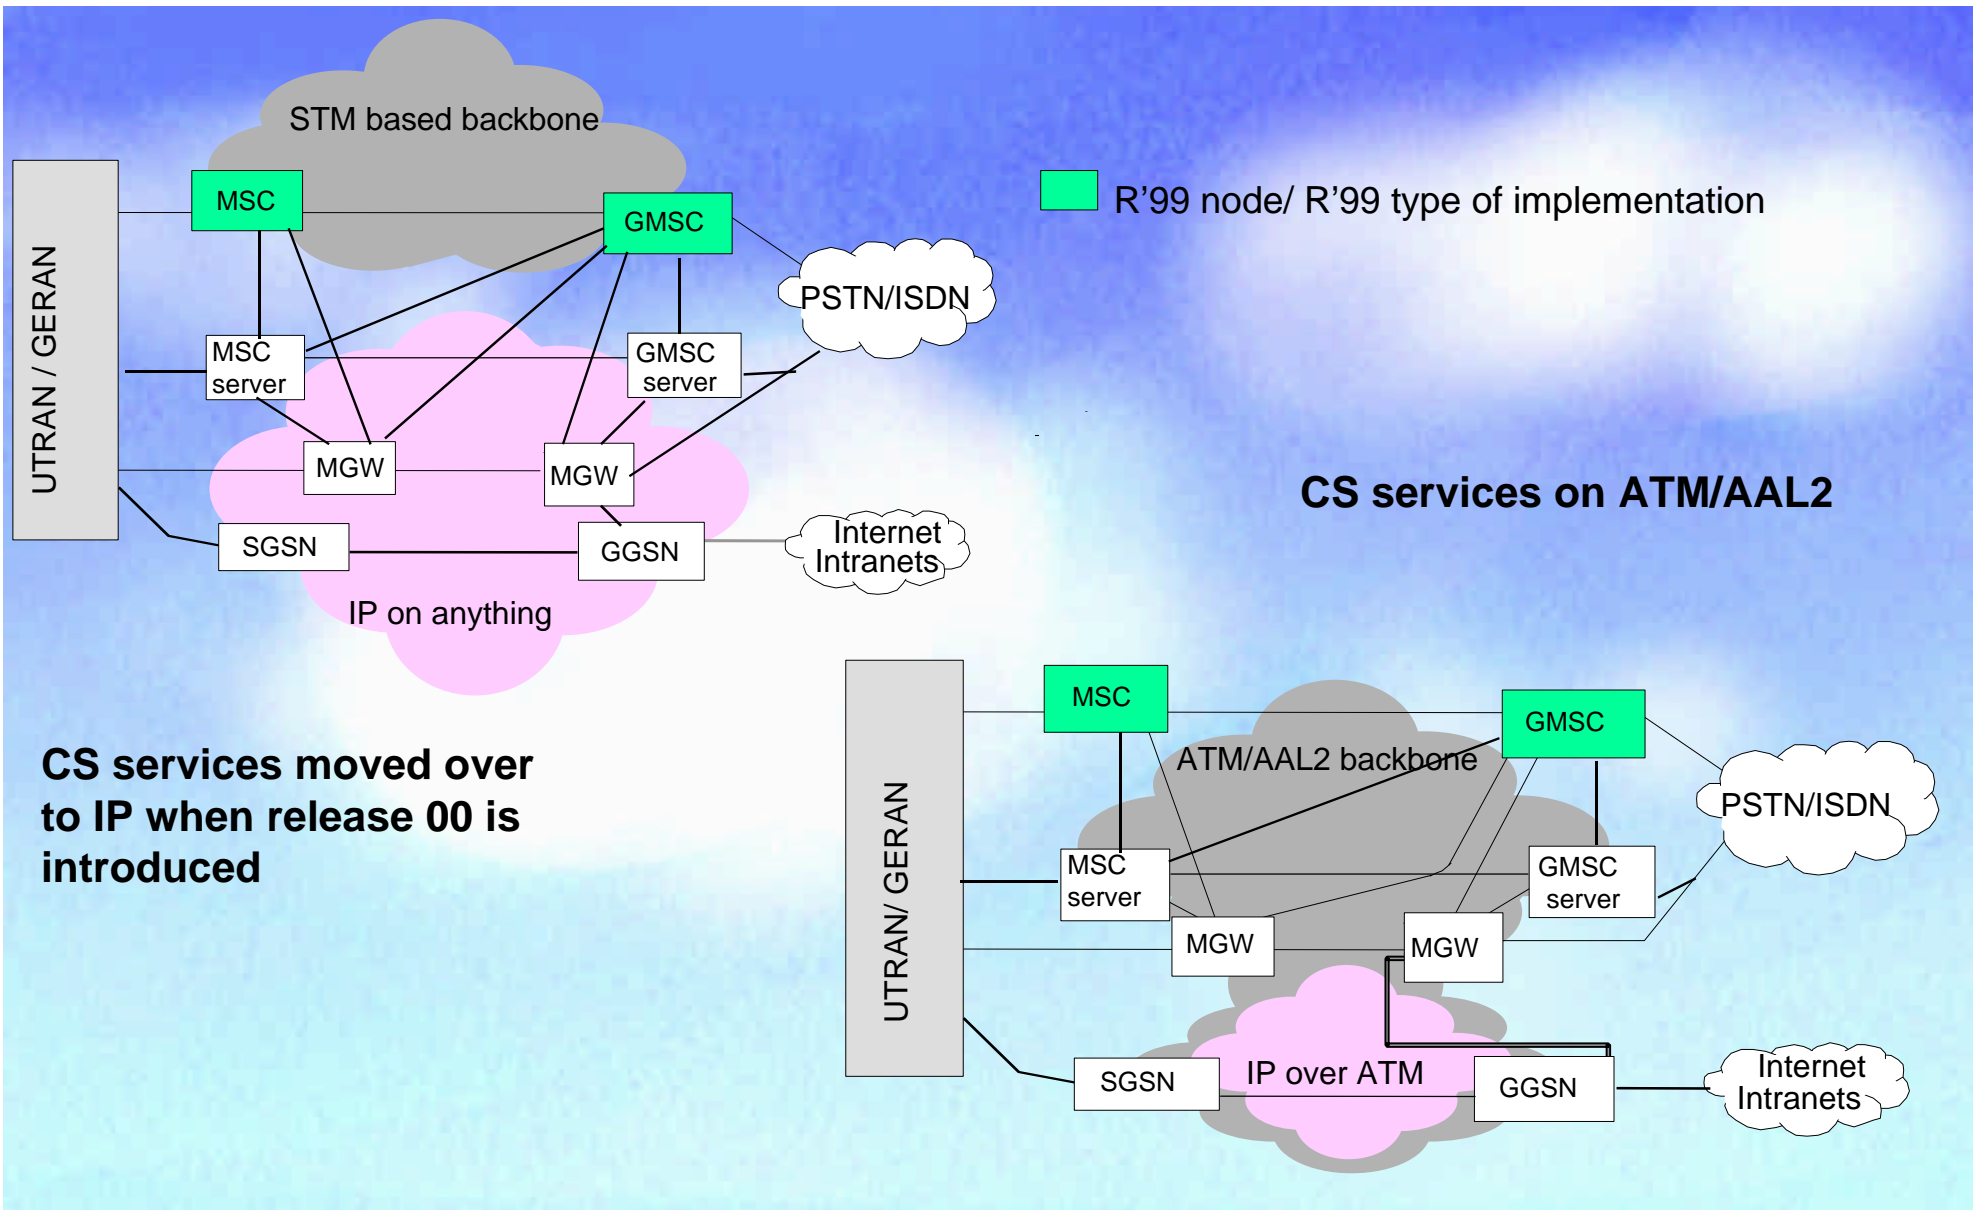 STM based backbone
MSC
GMSC
UTRAN / GERAN
PSTN/ISDN
MSC
server
GMSC
server
MGW
MGW
SGSN
GGSN
Internet
Intranets
IP on anything
R’99 node/ R’99 type of implementation
CS services on ATM/AAL2
CS services moved over
to IP when release 00 is
introduced
MSC
GMSC
ATM/AAL2 backbone
UTRAN/ GERAN
PSTN/ISDN
MSC
server
GMSC
server
MGW
MGW
SGSN
IP over ATM
GGSN
Internet
Intranets